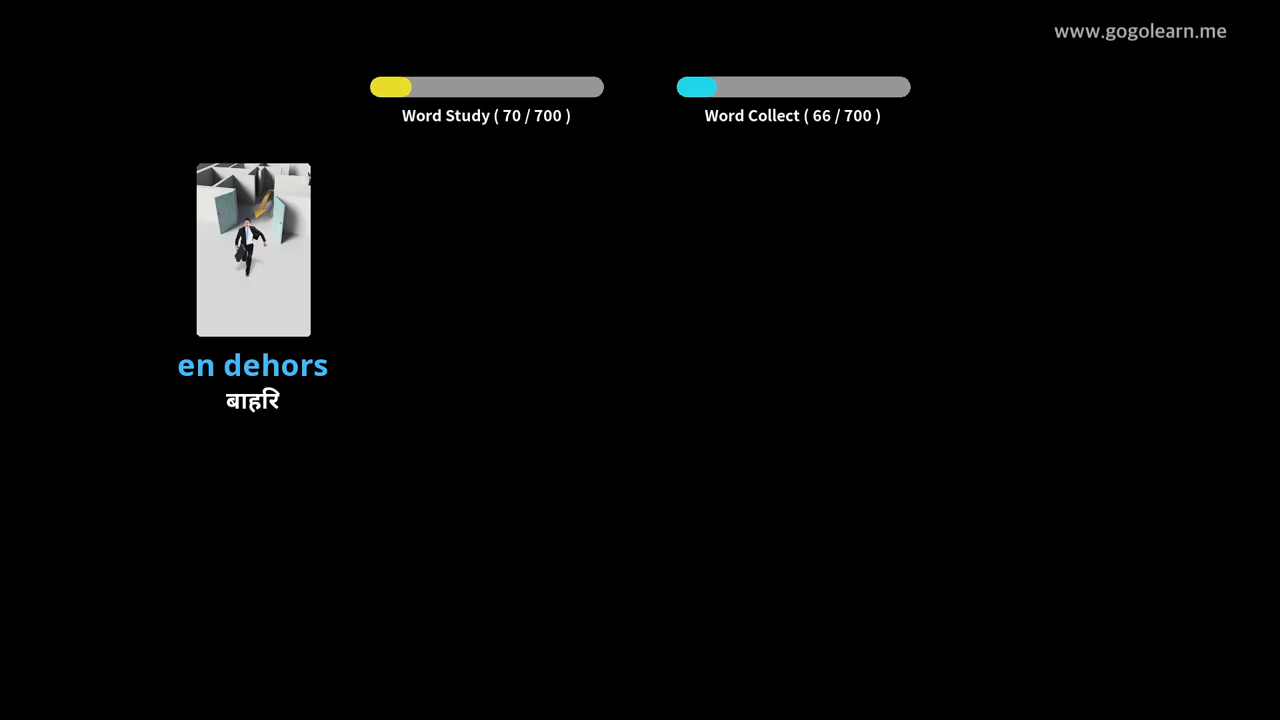 www.gogolearn.me
Word Study ( 70 / 700 )
Word Collect ( 66 / 700 )
en dehors
बाहरि